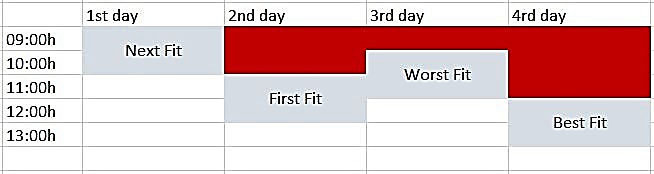 1st day 2nd day 3rd day 4th day
09:00h
Next Fit
10:00h
Worst Fit
11:00h
First Fit
12:00h
Best Fit
13:00h